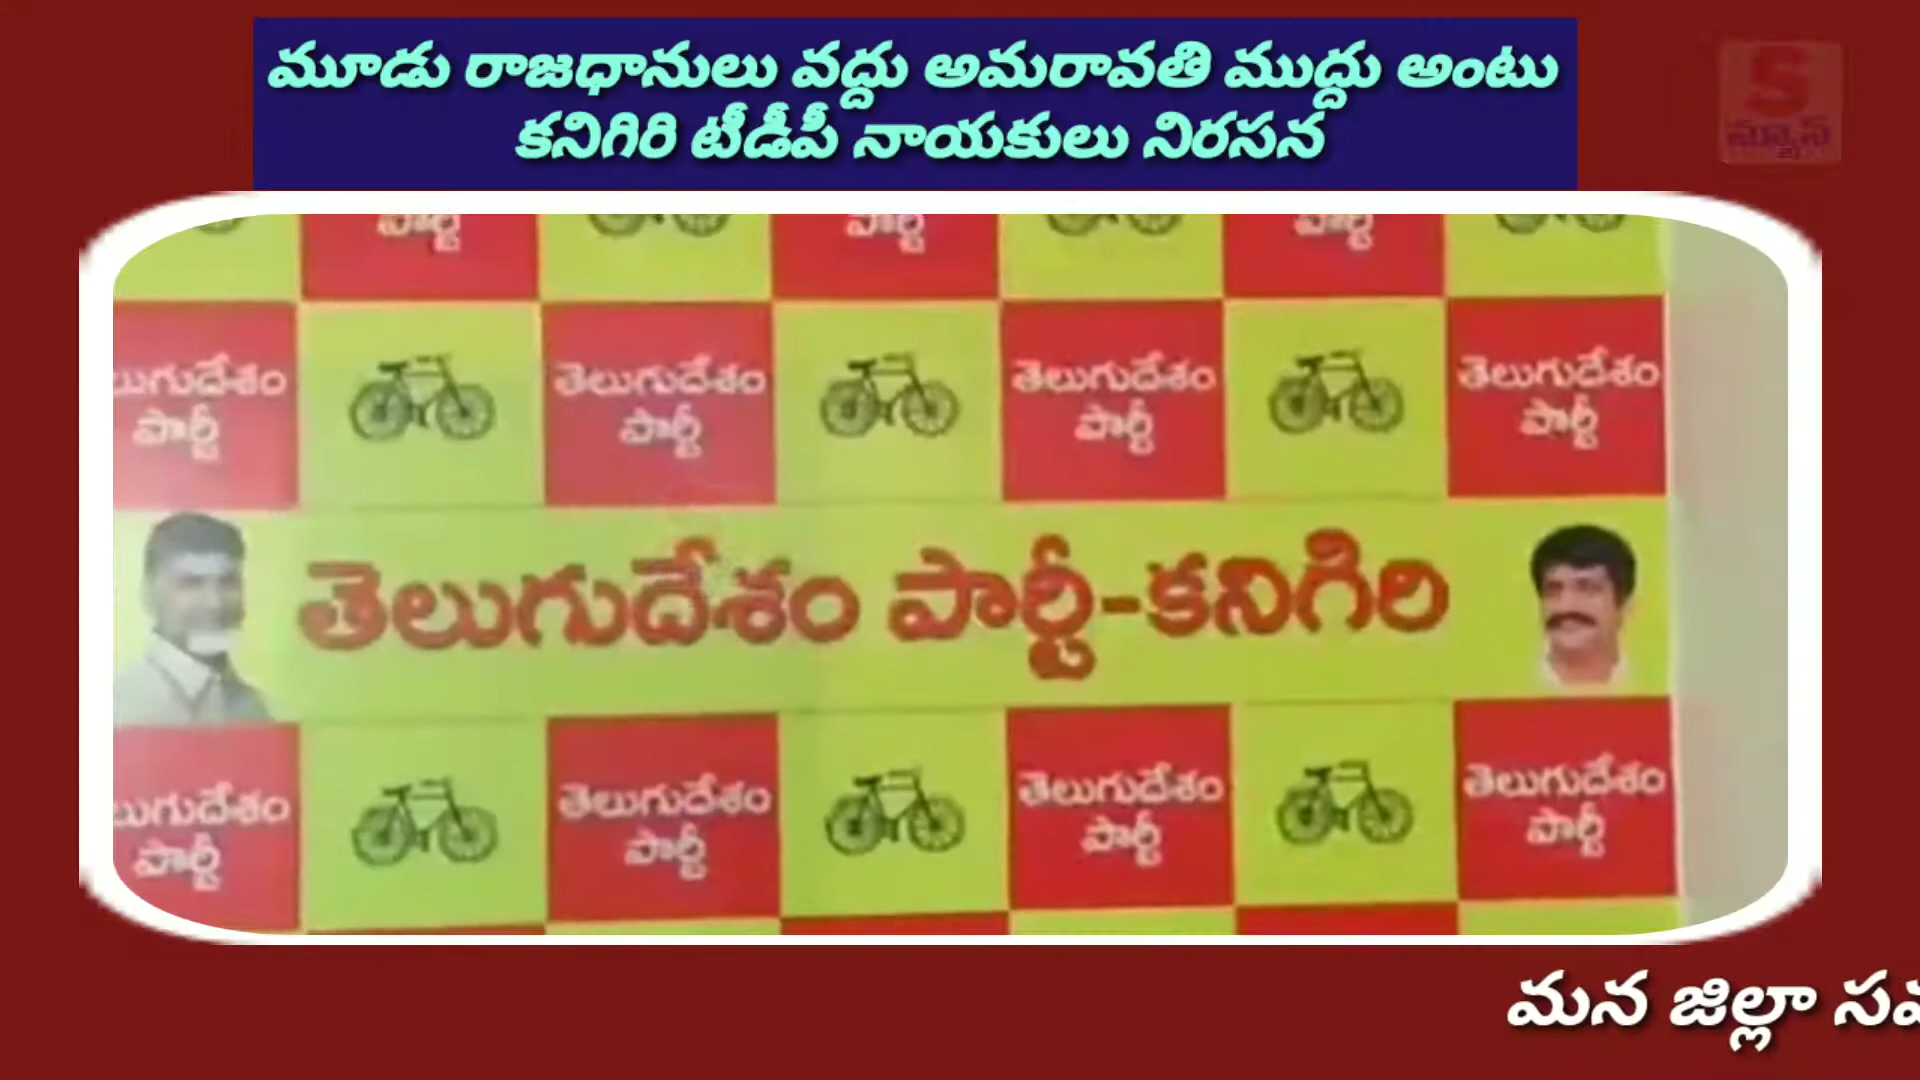 మూడు రాజధానులు వద్దు అమరావతి ముద్దు అంటు
కనిగిరి టీడీపీ నాయకులు నిరసన
S
న్యూస్
పార్టీ
పార్టీ
పార్టీ
లుగుదేశం
పార్టీ
తెలుగుదేశం
పార్టీ
తెలుగుదేశం
పార్టీ
తెలుగుదేశం
పార్టీ
తెలుగుదేశం పార్టీ-కనిగిరి
లుగుదేశం
పార్టీ
తెలుగుదేశం
పార్టీ
తెలుగుదేశం
పార్టీ
తెలుగుదేశం
పార్టీ
మన జిల్లా